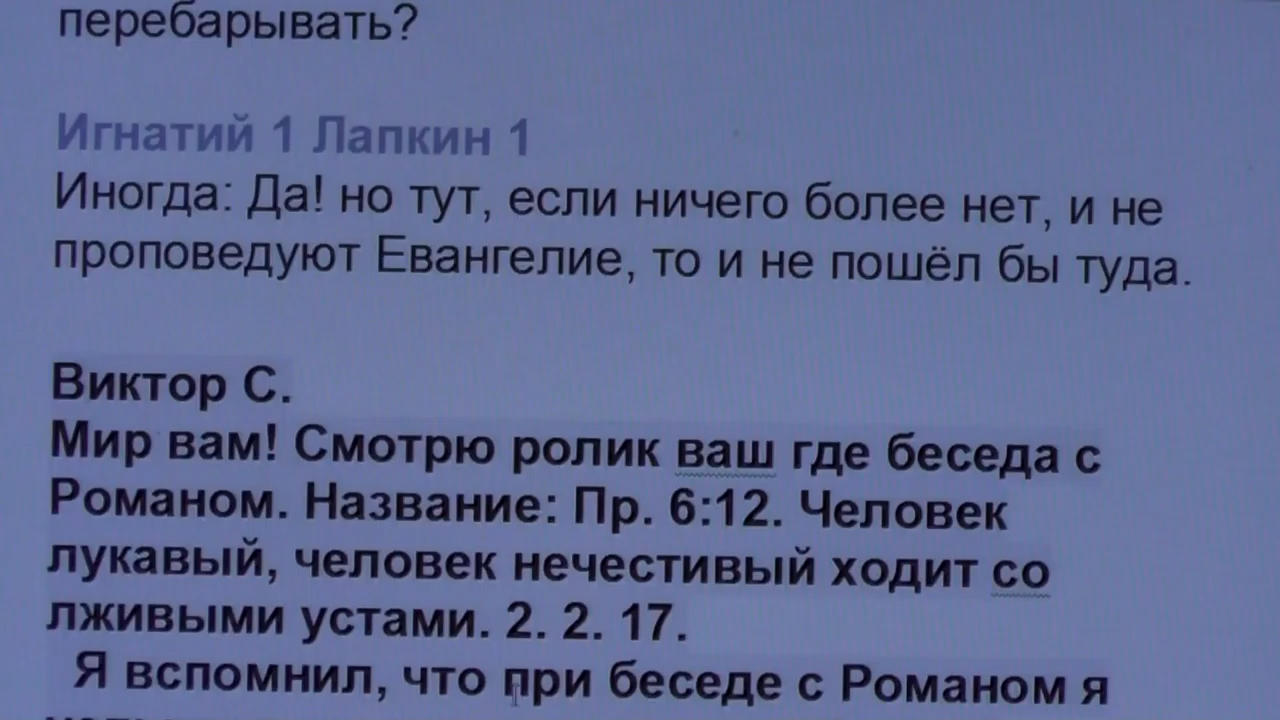 перебарывать?
Игнатий 1 Лапкин 1
Иногда: Да! но тут, если ничего более нет, и не
проповедуют Евангелие, то и не пошёл бы туда.
Виктор С.
Мир вам! Смотрю ролик ваш где беседа с
Романом. Название: Пр. 6:12. Человек
лукавый, человек нечестивый ходит со
лживыми устами. 2. 2. 17.
Я вспомнил, что при беседе с Романом я